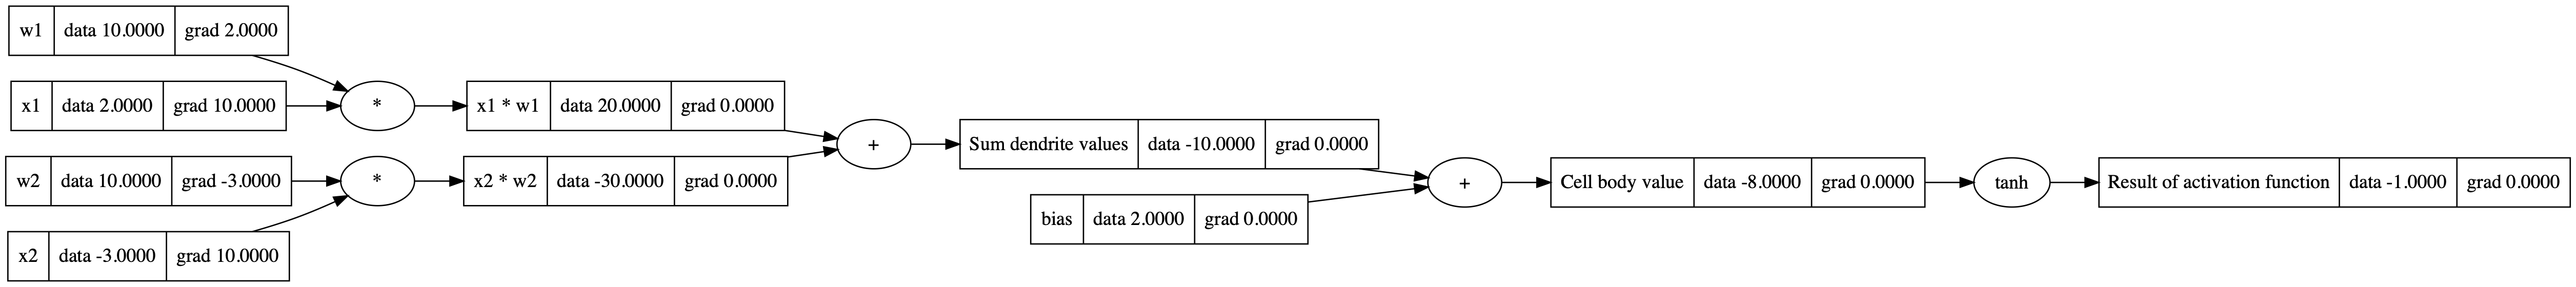 w1 data 10.0000 grad 2.0000
x1 data 2.0000 grad 10.0000
*
x1 * w1 data 20.0000 grad 0.0000
w2 data 10.0000 grad -3.0000
*
x2 * w2 data -30.0000 grad 0.0000
x2 data -3.0000 grad 10.0000
+
Sum dendrite values data -10.0000 grad 0.0000
bias data 2.0000 grad 0.0000
+
Cell body value data -8.0000 grad 0.0000
tanh
Result of activation function data -1.0000 grad 0.0000